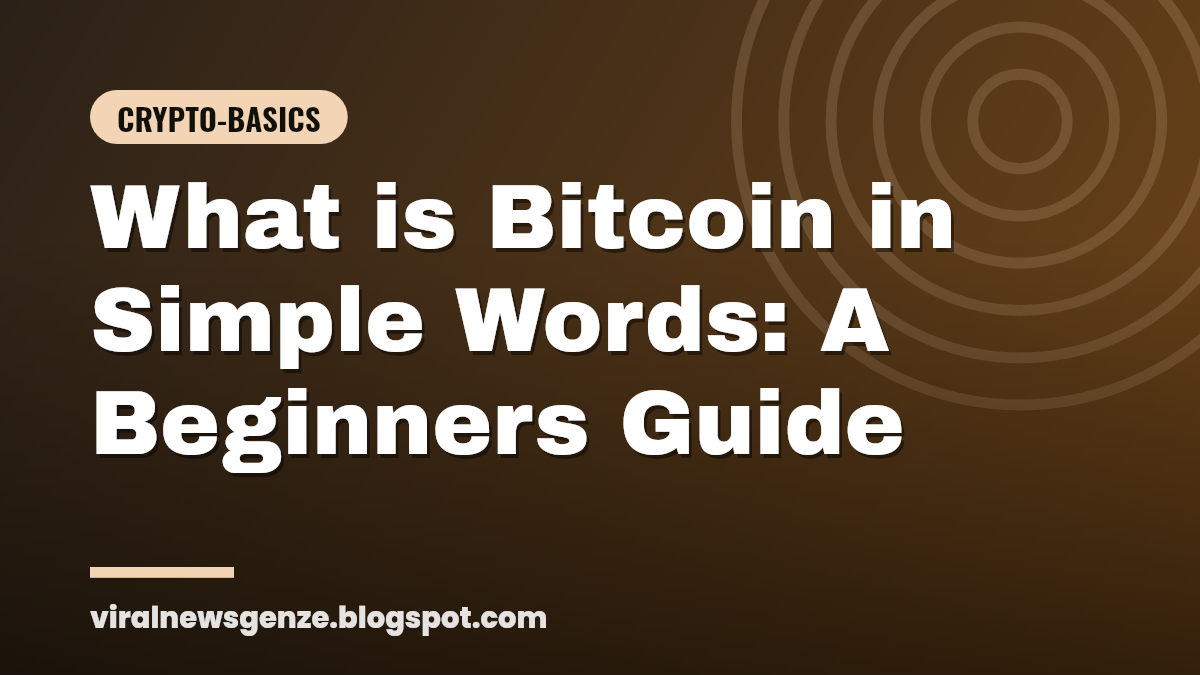 CRYPTO-BASICS
What is Bitcoin in
Simple Words: A
Beginners Guide
viralnewsgenze.blogspot.com